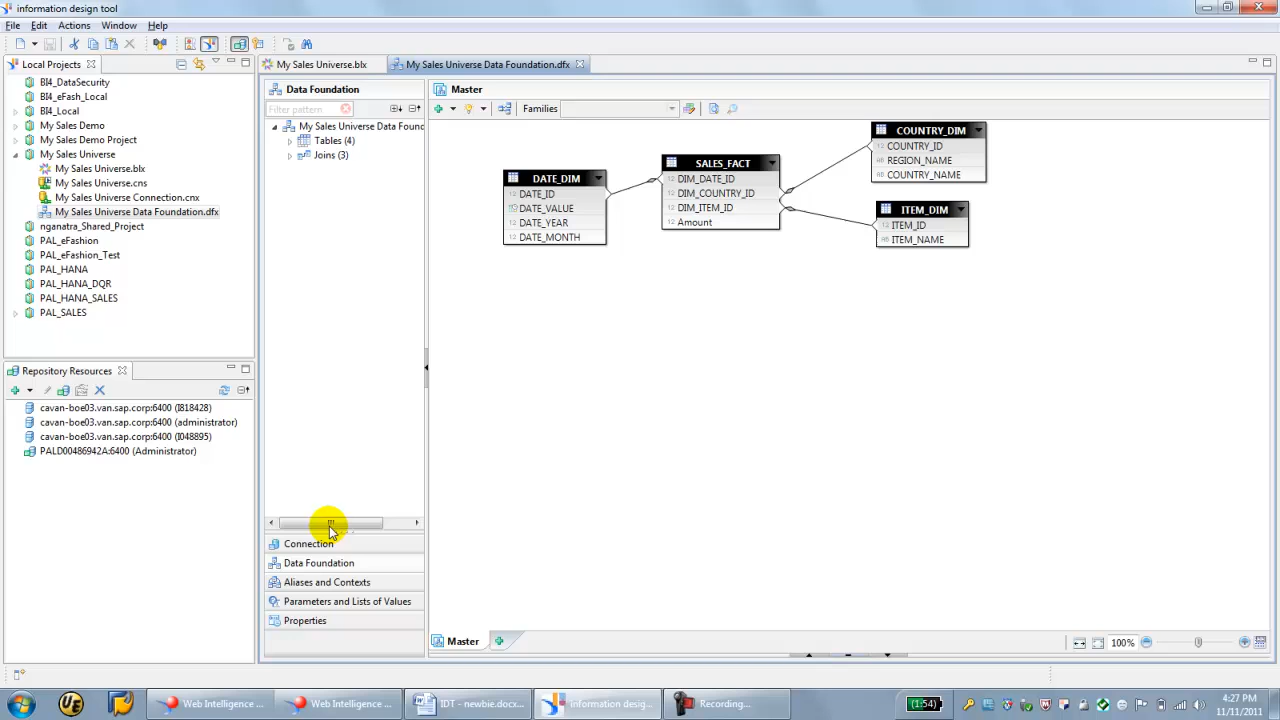 information design tool
File Edit Actions Window Help
Local Projects
BI4_DataSecurity
BI4_eFash_Local
BI4_Local
My Sales Demo
My Sales Demo Project
My Sales Universe
My Sales Universe.blx
My Sales Universe.cns
My Sales Universe Connection.cnx
My Sales Universe Data Foundation.dfx
nganatra_Shared_Project
PAL_eFashion
PAL_eFashion_Test
PAL_HANA
PAL_HANA_DQR
PAL_HANA_SALES
PAL_SALES
Repository Resources
cavan-boe03.van.sap.corp:6400 (I818428)
cavan-boe03.van.sap.corp:6400 (administrator)
cavan-boe03.van.sap.corp:6400 (I048895)
PALD00486942A:6400 (Administrator)
My Sales Universe.blx
My Sales Universe Data Foundation.dfx
Data Foundation
Filter pattern
My Sales Universe Data Found
Tables (4)
Joins (3)
Connection
Data Foundation
Aliases and Contexts
Parameters and Lists of Values
Properties
Master
Families
DATE_DIM
DATE_ID
DATE_VALUE
DATE_YEAR
DATE_MONTH
SALES_FACT
DIM_DATE_ID
DIM_COUNTRY_ID
DIM_ITEM_ID
Amount
COUNTRY_DIM
COUNTRY_ID
REGION_NAME
COUNTRY_NAME
ITEM_DIM
ITEM_ID
ITEM_NAME
Master
100%
Web Intelligence ...
Web Intelligence ...
IDT - newbie.docx...
information desig...
Recording...
(1:54)
4:27 PM
11/11/2011